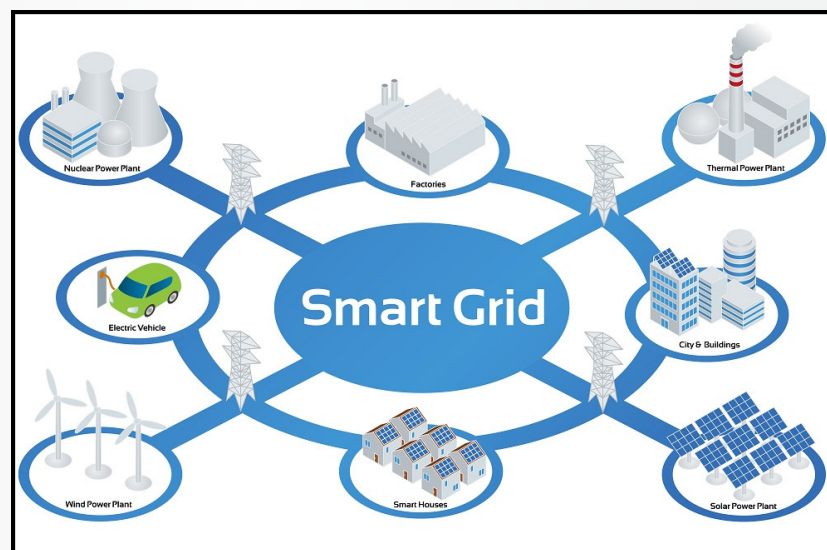 Nuclear Power Plant
Factories
Thermal Power Plant
Electric Vehicle
Smart Grid
City & Buildings
Wind Power Plant
Smart Houses
Solar Power Plant